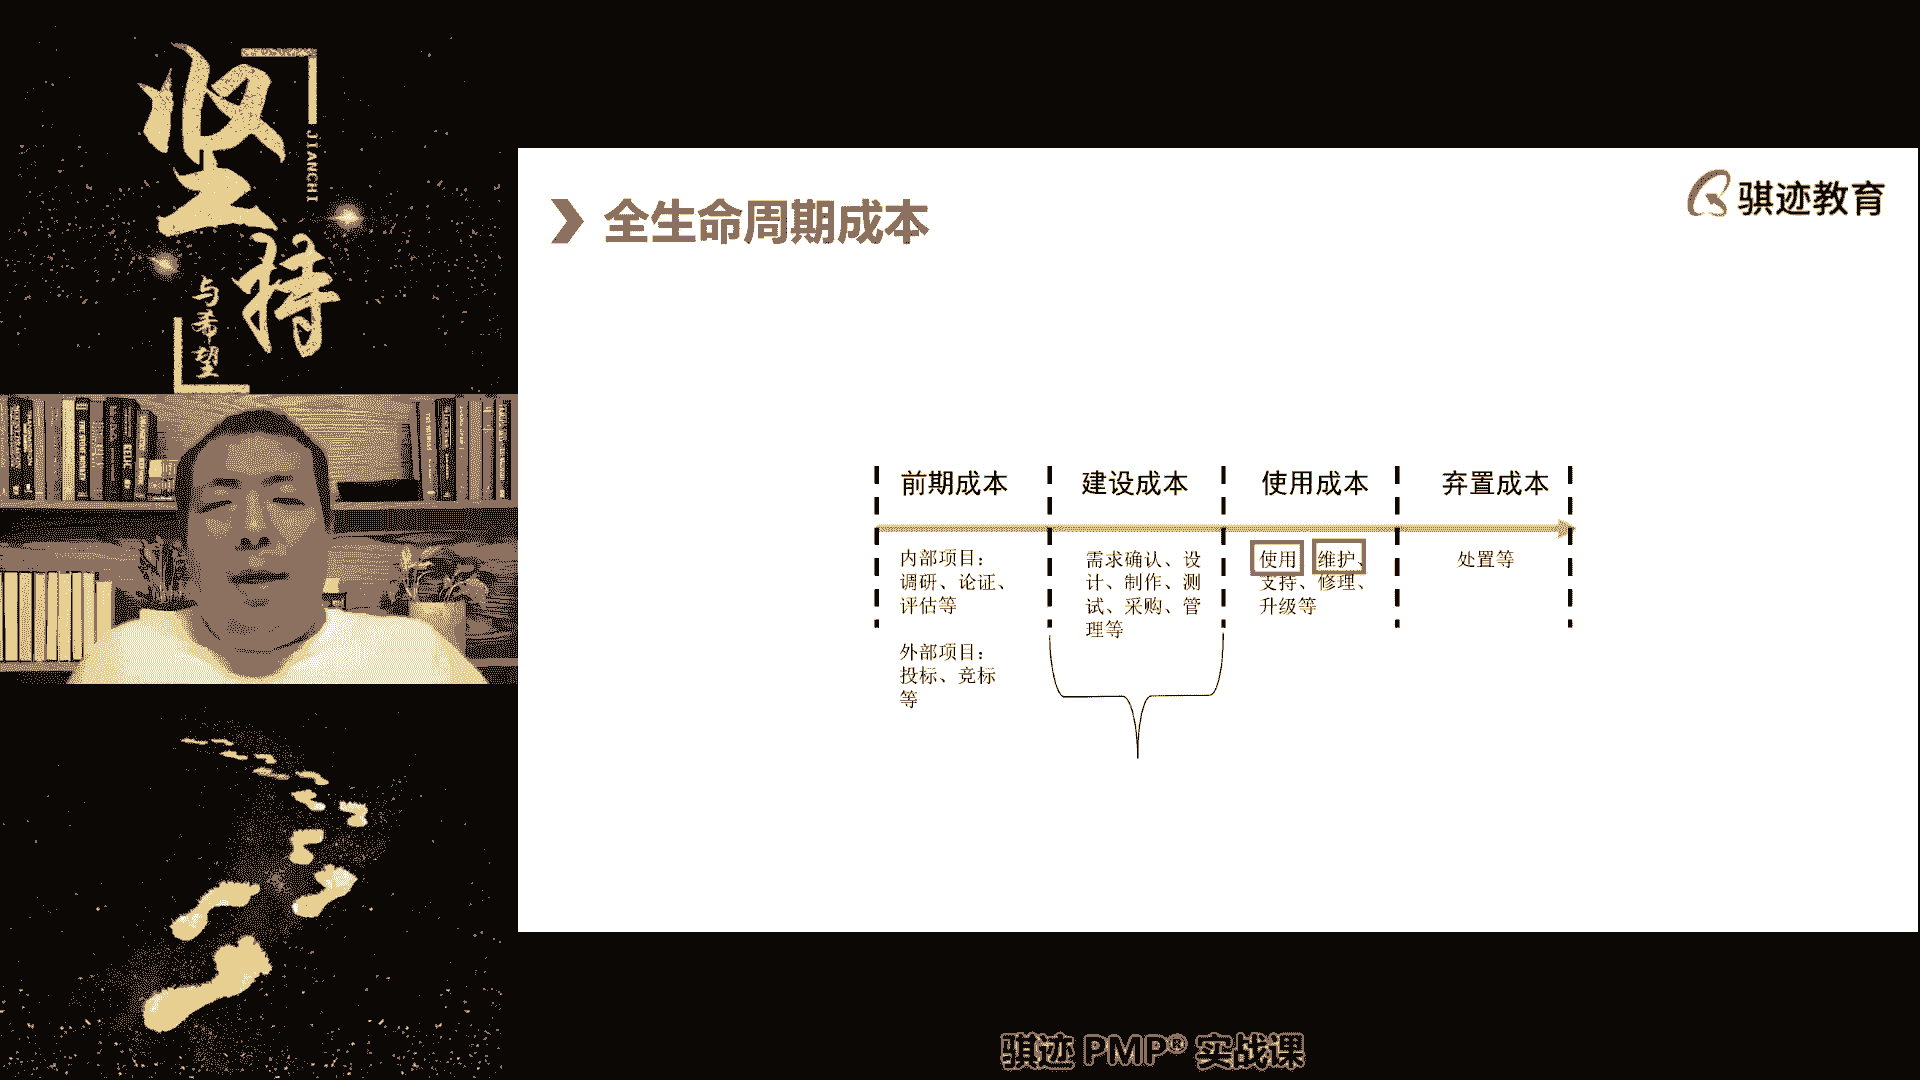 坚持
JIANCHI
与希望
全生命周期成本
骐迹教育
前期成本
建设成本
使用成本
弃置成本
内部项目：
调研、论证、
评估等
外部项目：
投标、竞标
等
需求确认、设
计、制作、测
试、采购、管
理等
使用、维护、
支持、修理、
升级等
处置等
骐迹 PMP® 实战课